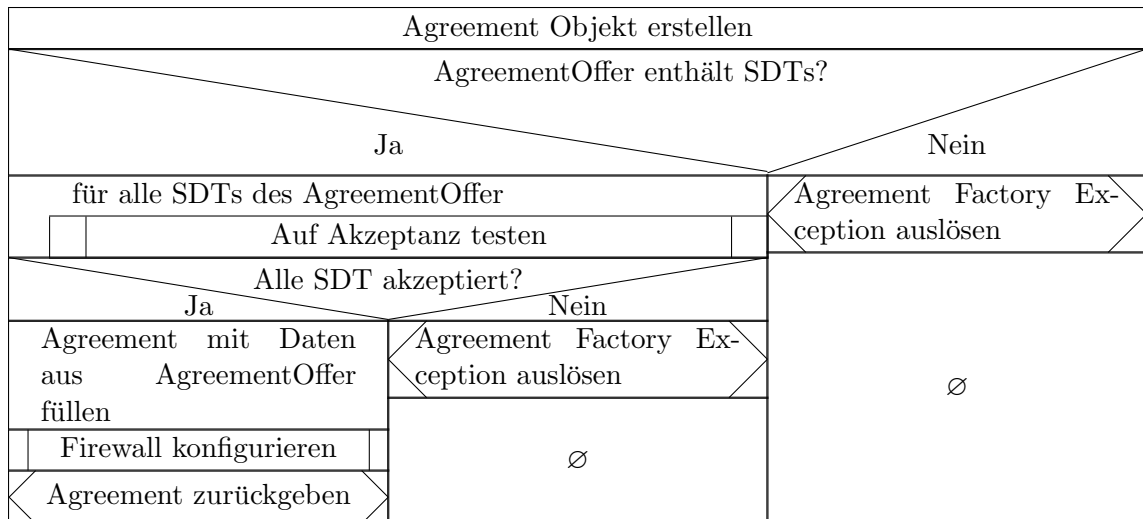 Agreement Objekt erstellen
AgreementOffer enthält SDTs?
Ja
Nein
für alle SDTs des AgreementOffer
Auf Akzeptanz testen
Agreement Factory Ex-
ception auslösen
Alle SDT akzeptiert?
Ja
Nein
Agreement mit Daten
aus AgreementOffer
füllen
Firewall konfigurieren
Agreement zurückgeben
Agreement Factory Ex-
ception auslösen
∅
∅